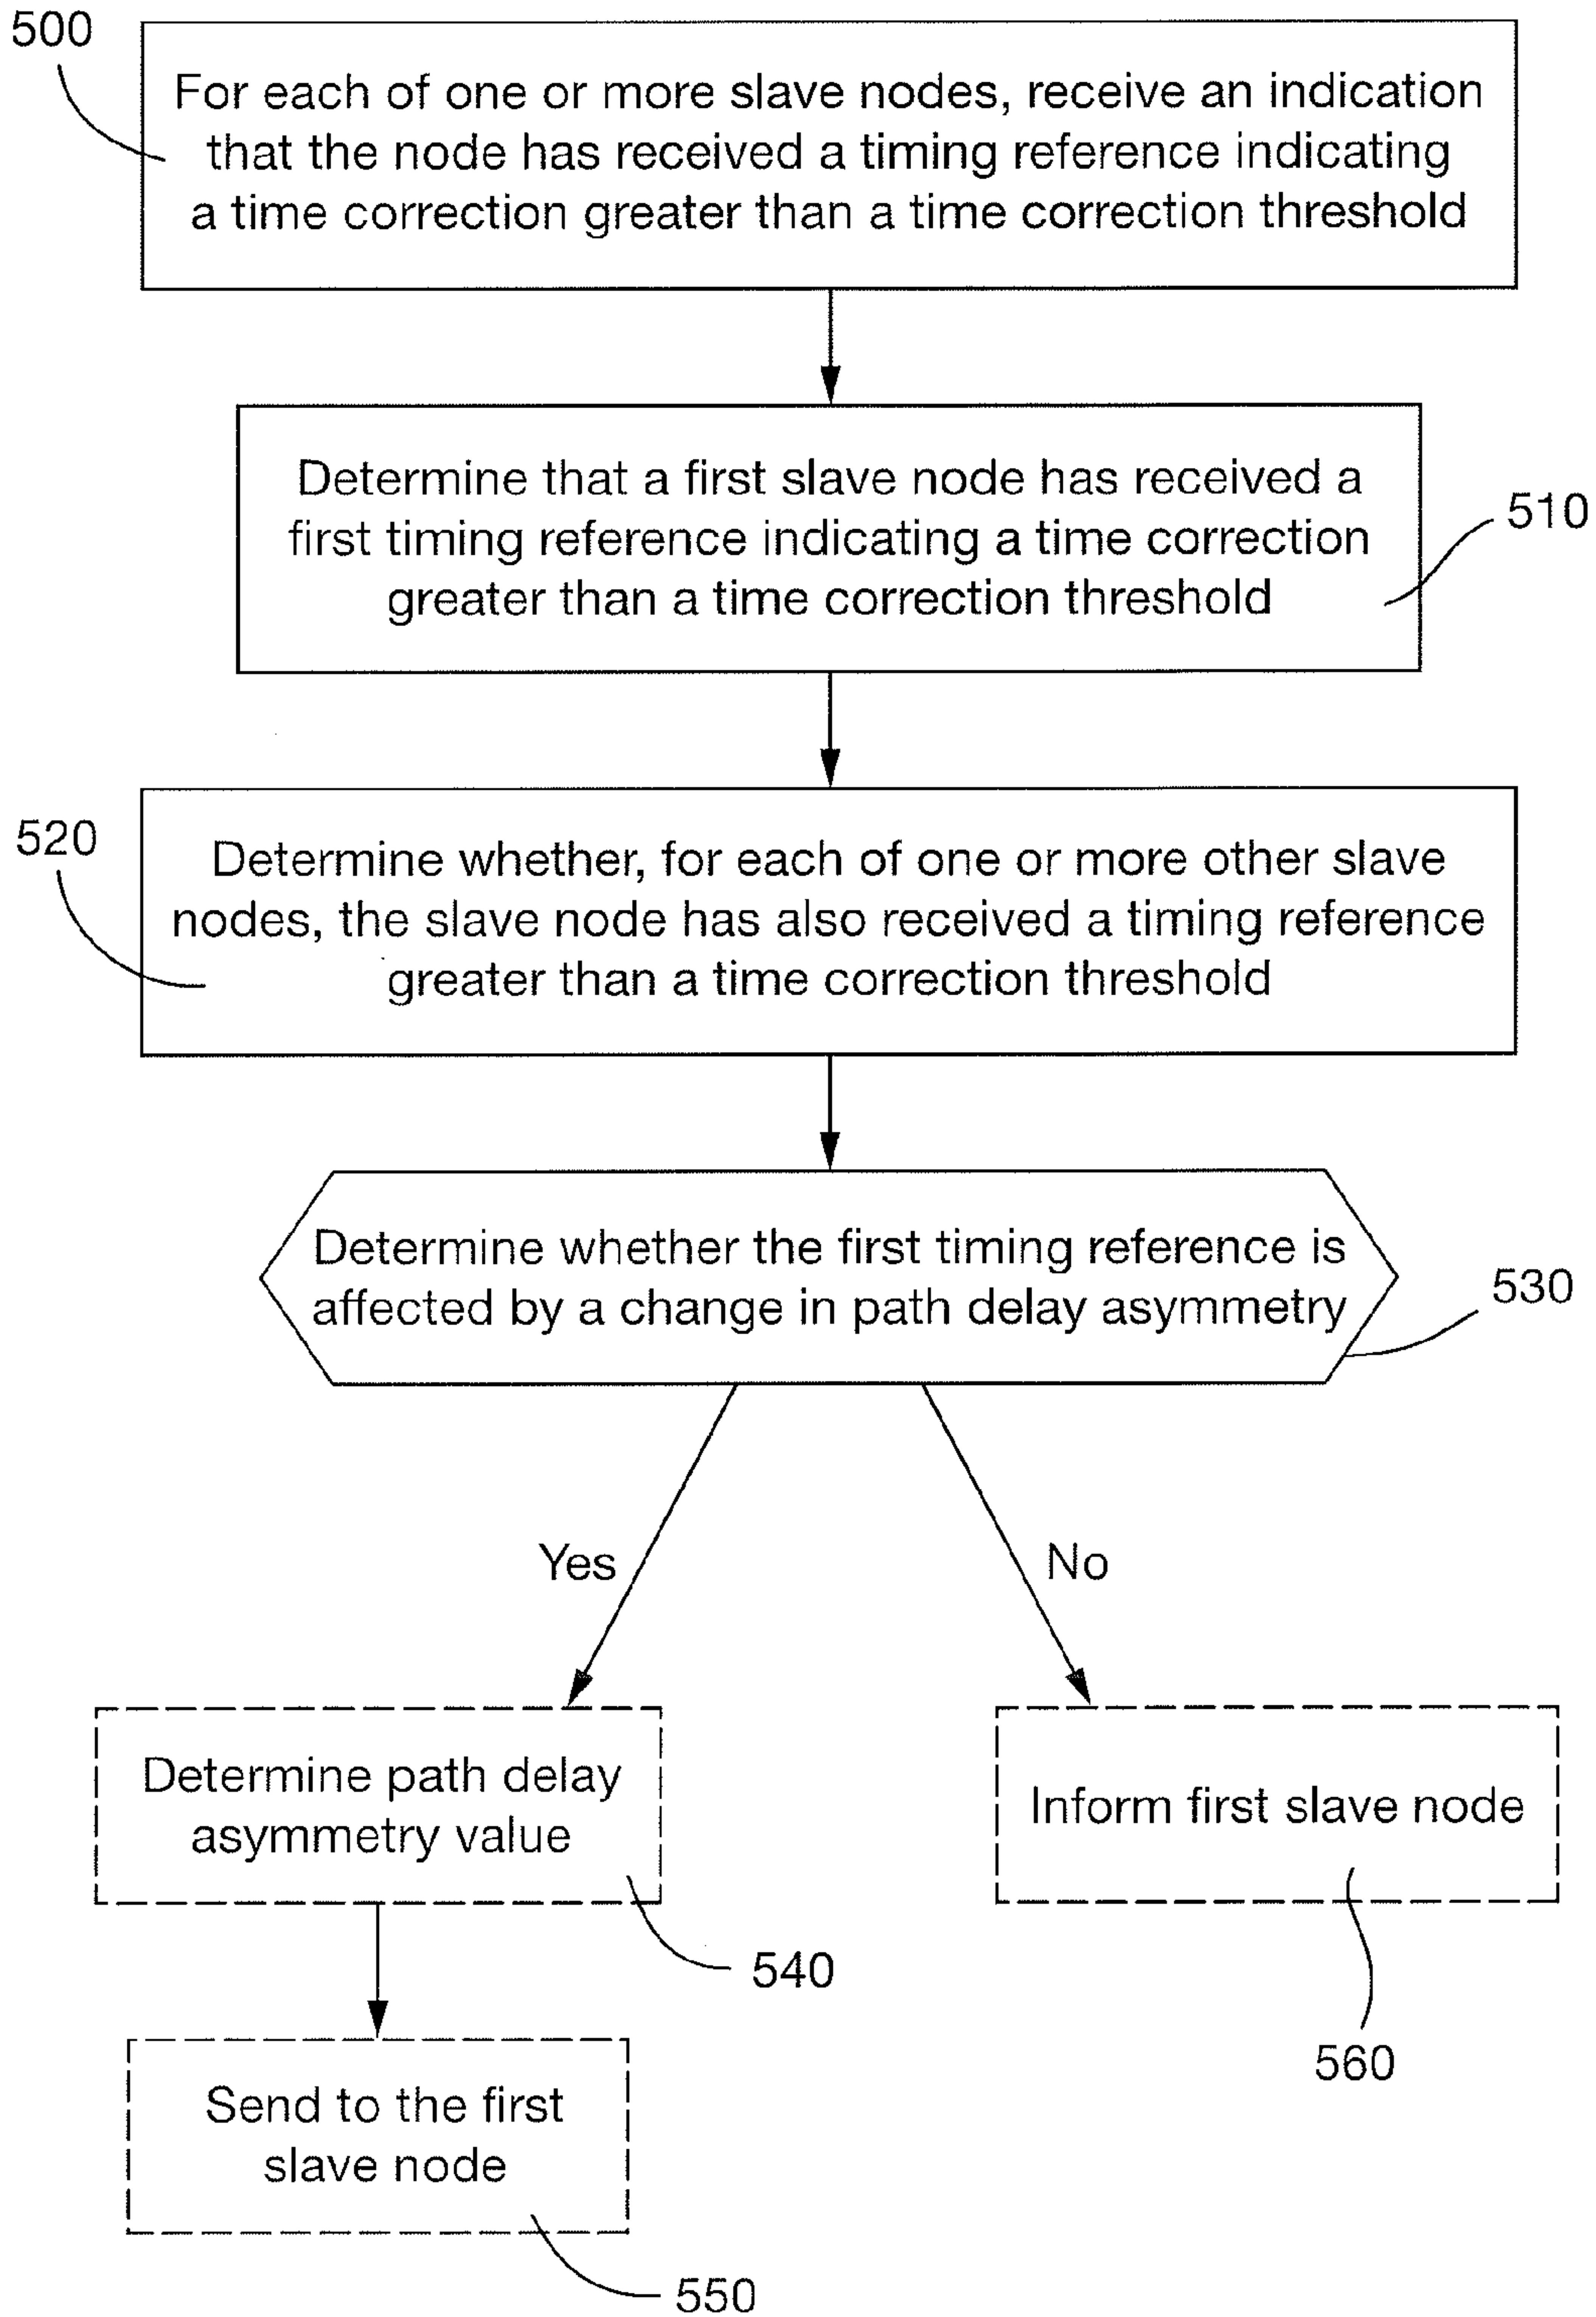 500
For each of one or more slave nodes, receive an indication
that the node has received a timing reference indicating
a time correction greater than a time correction threshold
Determine that a first slave node has received a
first timing reference indicating a time correction
greater than a time correction threshold
510
520
Determine whether, for each of one or more other slave
nodes, the slave node has also received a timing reference
greater than a time correction threshold
Determine whether the first timing reference is
affected by a change in path delay asymmetry
530
Yes
No
Determine path delay
asymmetry value
540
Inform first slave node
560
Send to the first
slave node
550